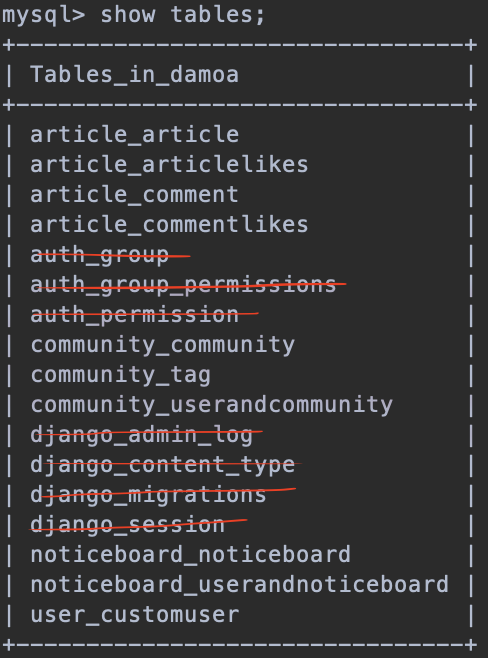 mysql> show tables;
+---------------------------------+
| Tables_in_damoa                 |
+---------------------------------+
| article_article                 |
| article_articlelikes            |
| article_comment                 |
| article_commentlikes            |
| auth_group                      |
| auth_group_permissions          |
| auth_permission                 |
| community_community             |
| community_tag                   |
| community_userandcommunity      |
| django_admin_log                |
| django_content_type             |
| django_migrations               |
| django_session                  |
| noticeboard_noticeboard         |
| noticeboard_userandnoticeboard  |
| user_customuser                 |
+---------------------------------+